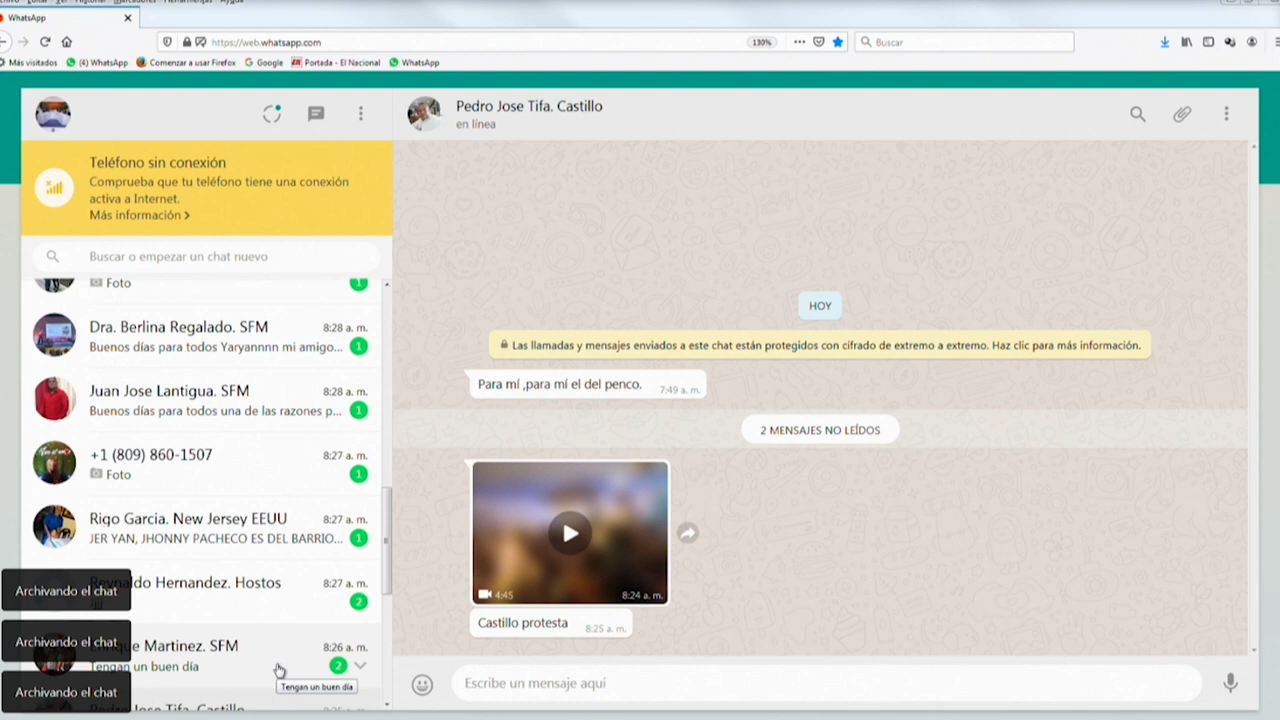 WhatsApp
https://web.whatsapp.com
130%
Buscar
Más visitados
(4) WhatsApp
Comenzar a usar Firefox
Google
Portada - El Nacional
WhatsApp
Teléfono sin conexión
Comprueba que tu teléfono tiene una conexión
activa a Internet.
Más información >
Buscar o empezar un chat nuevo
Foto
1
Dra. Berlina Regalado. SFM
8:28 a. m.
Buenos días para todos Yaryannnn mi amigo...
1
Juan Jose Lantigua. SFM
8:28 a. m.
Buenos días para todos una de las razones p...
1
+1 (809) 860-1507
8:27 a. m.
Foto
1
Rigo Garcia. New Jersey EEUU
8:27 a. m.
JER YAN, JHONNY PACHECO ES DEL BARRIO...
1
Reynaldo Hernandez. Hostos
8:27 a. m.
2
Archivando el chat
Enrique Martinez. SFM
8:26 a. m.
Archivando el chat
Tengan un buen día
2
Tengan un buen día
Archivando el chat
Pedro Jose Tifa. Castillo
Pedro Jose Tifa. Castillo
en línea
HOY
Las llamadas y mensajes enviados a este chat están protegidos con cifrado de extremo a extremo. Haz clic para más información.
Para mí ,para mí el del penco.
7:49 a. m.
2 MENSAJES NO LEÍDOS
4:45
8:24 a. m.
Castillo protesta
8:25 a. m.
Escribe un mensaje aquí